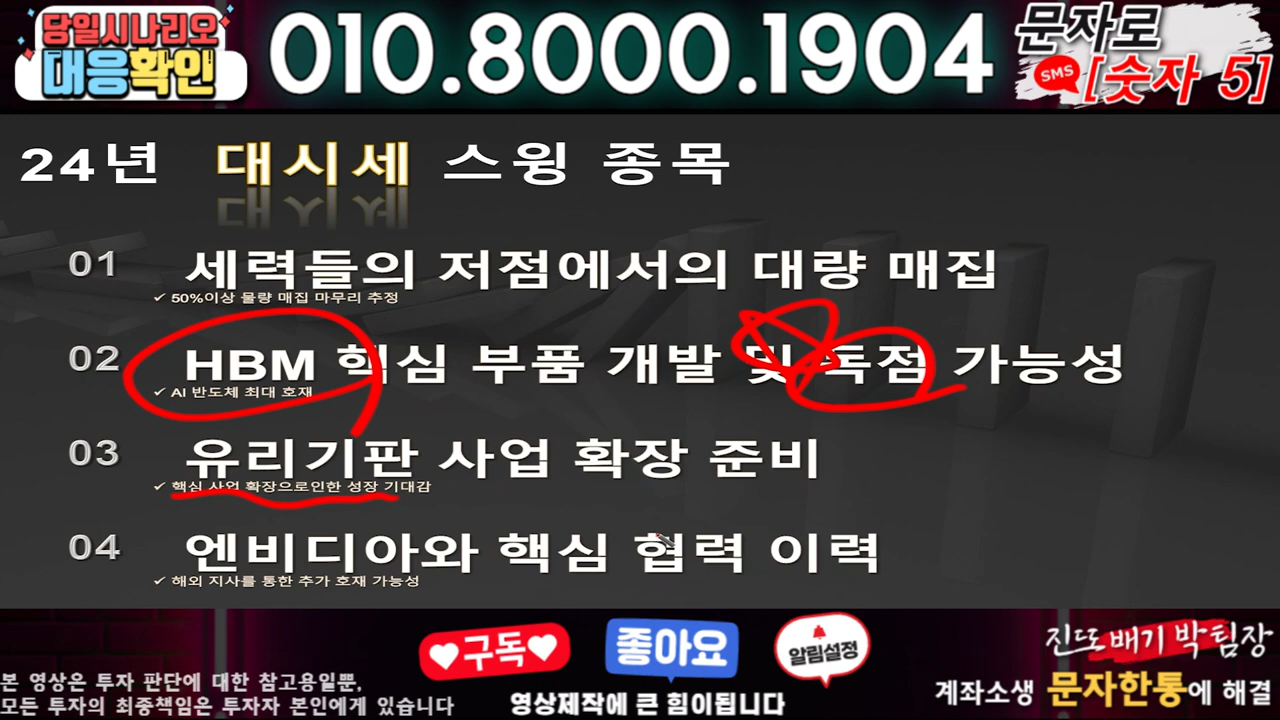 당일시나리오
대응확인
010.8000.1904
문자로
SMS [숫자 5]
24년 대시세 스윙 종목
01 세력들의 저점에서의 대량 매집
✓ 50%이상 물량 매집 마무리 추정
02 HBM 핵심 부품 개발 및 독점 가능성
✓ AI 반도체 최대 호재
03 유리기판 사업 확장 준비
✓ 핵심 사업 확장으로인한 성장 기대감
04 엔비디아와 핵심 협력 이력
✓ 해외 지사를 통한 추가 호재 가능성
구독 좋아요 알림설정
영상제작에 큰 힘이됩니다
본 영상은 투자 판단에 대한 참고용일뿐,
모든 투자의 최종책임은 투자자 본인에게 있습니다
진또배기 박팀장
계좌소생 문자한통에 해결